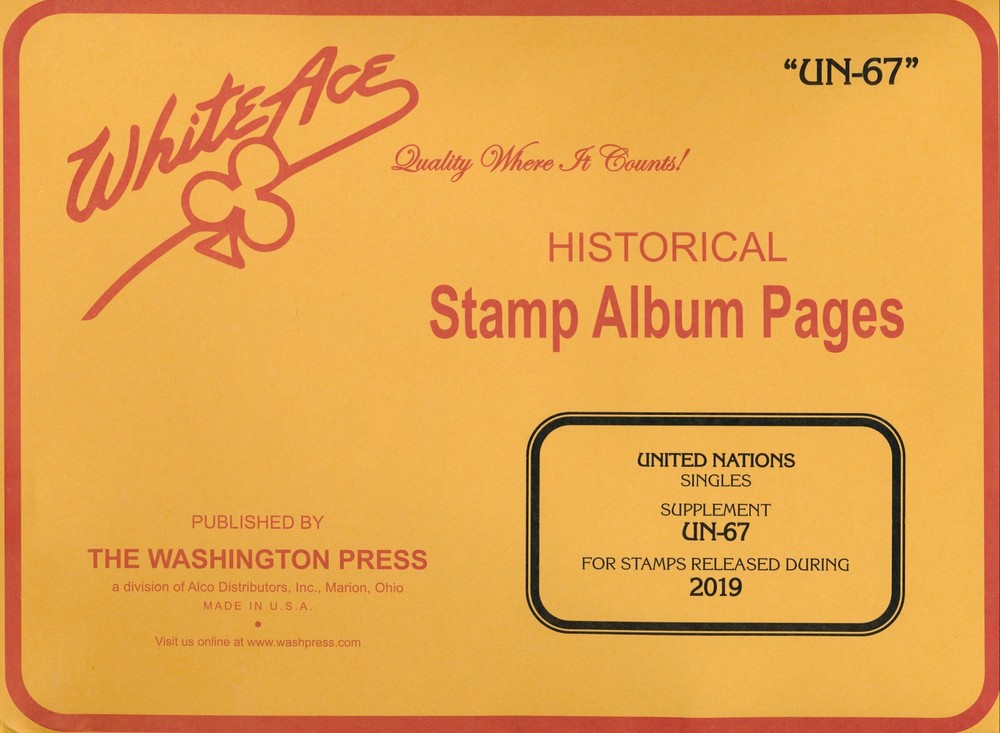 White Ace
"UN-67"
Quality Where It Counts!
HISTORICAL
Stamp Album Pages
UNITED NATIONS
SINGLES
SUPPLEMENT
UN-67
FOR STAMPS RELEASED DURING
2019
PUBLISHED BY
THE WASHINGTON PRESS
a division of Alco Distributors, Inc., Marion, Ohio
MADE IN U.S.A.
Visit us online at www.washpress.com